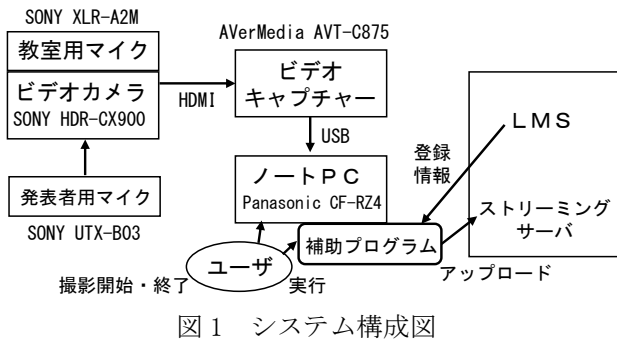 SONY XLR-A2M
教室用マイク
ビデオカメラ
SONY HDR-CX900
HDMI
AVerMedia AVT-C875
ビデオ
キャプチャー
USB
発表者用マイク
SONY UTX-B03
ノートＰＣ
Panasonic CF-RZ4
ＬＭＳ
登録
情報
ストリーミング
サーバ
補助プログラム
アップロード
ユーザ
撮影開始・終了
実行
図１　システム構成図